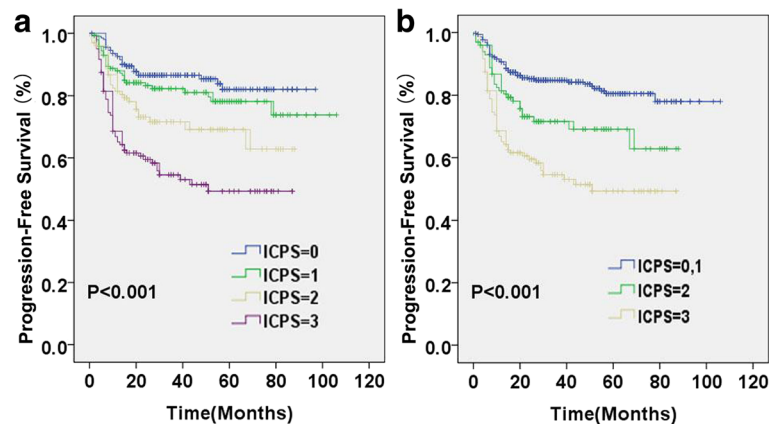 a
Progression-Free Survival (%)
1.0
0.8
0.6
0.4
0.2
0.0
ICPS=0
ICPS=1
ICPS=2
ICPS=3
P<0.001
0 20 40 60 80 100 120
Time(Months)
b
Progression-Free Survival (%)
1.0
0.8
0.6
0.4
0.2
0.0
ICPS=0,1
ICPS=2
ICPS=3
P<0.001
0 20 40 60 80 100 120
Time(Months)